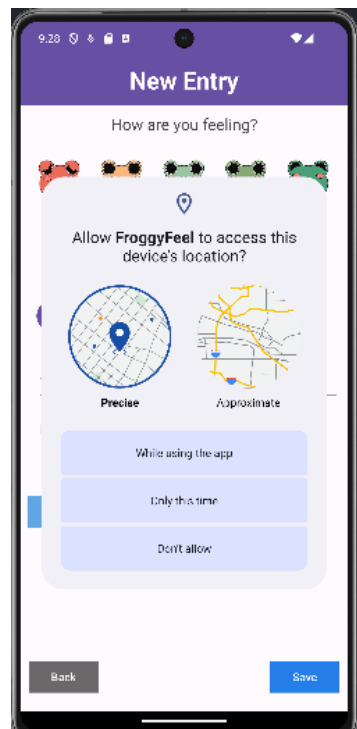 9:28
New Entry
How are you feeling?
Allow FroggyFeel to access this
device's location?
Precise
Approximate
While using the app
Only this time
Don't allow
Back
Save